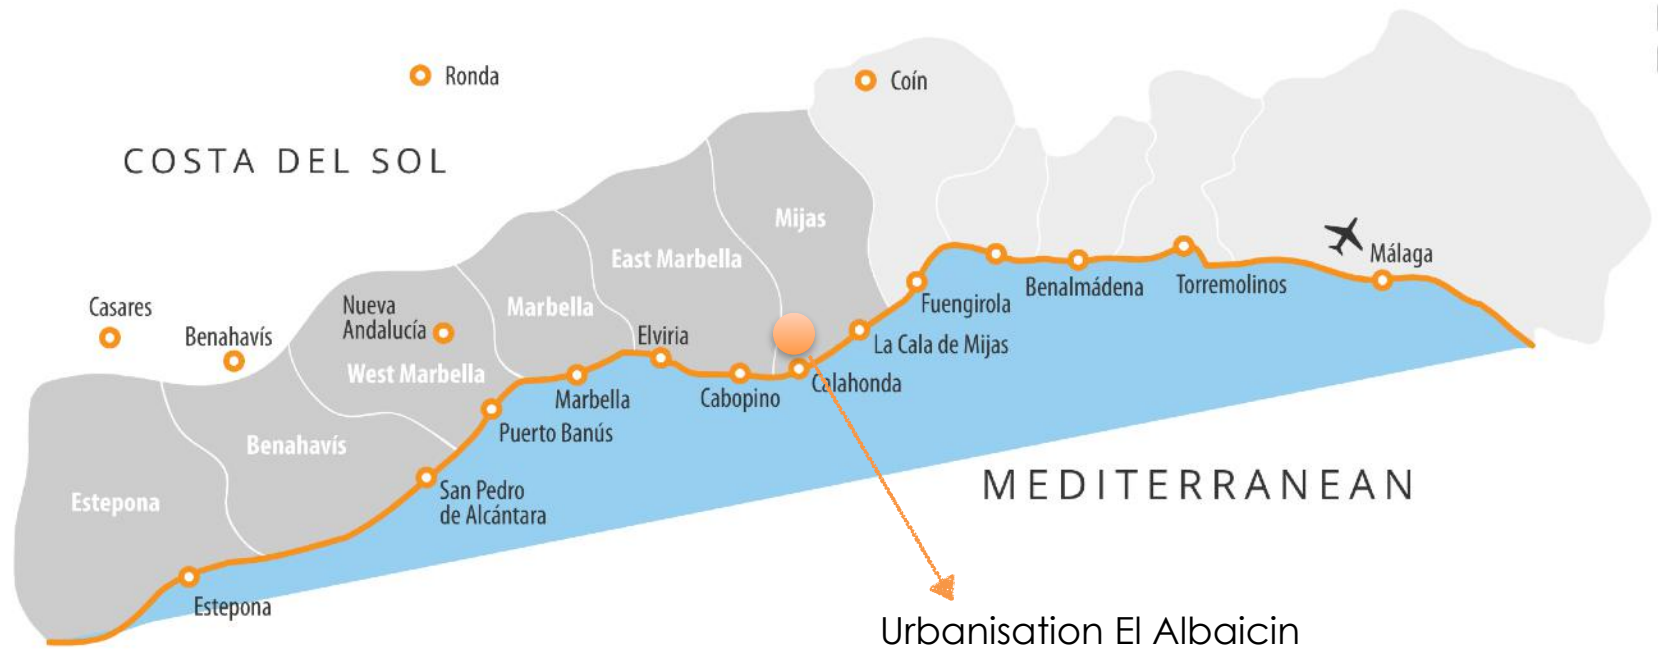 Ronda
Coín
COSTA DEL SOL
Mijas
East Marbella
Málaga
Casares
Nueva
Andalucía
Marbella
Benahavís
Elviria
Fuengirola
Benalmádena
Torremolinos
La Cala de Mijas
West Marbella
Calahonda
Marbella
Cabopino
Puerto Banús
Benahavís
MEDITERRANEAN
Estepona
San Pedro
de Alcántara
Estepona
Urbanisation El Albaicin